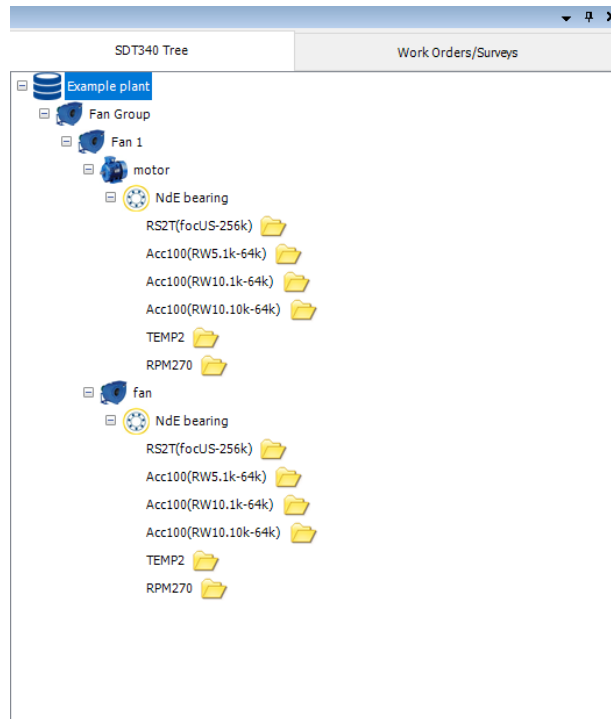 SDT340 Tree
Work Orders/Surveys
Example plant
Fan Group
Fan 1
motor
NdE bearing
RS2T(focUS-256k)
Acc100(RW5.1k-64k)
Acc100(RW10.1k-64k)
Acc100(RW10.10k-64k)
TEMP2
RPM270
fan
NdE bearing
RS2T(focUS-256k)
Acc100(RW5.1k-64k)
Acc100(RW10.1k-64k)
Acc100(RW10.10k-64k)
TEMP2
RPM270